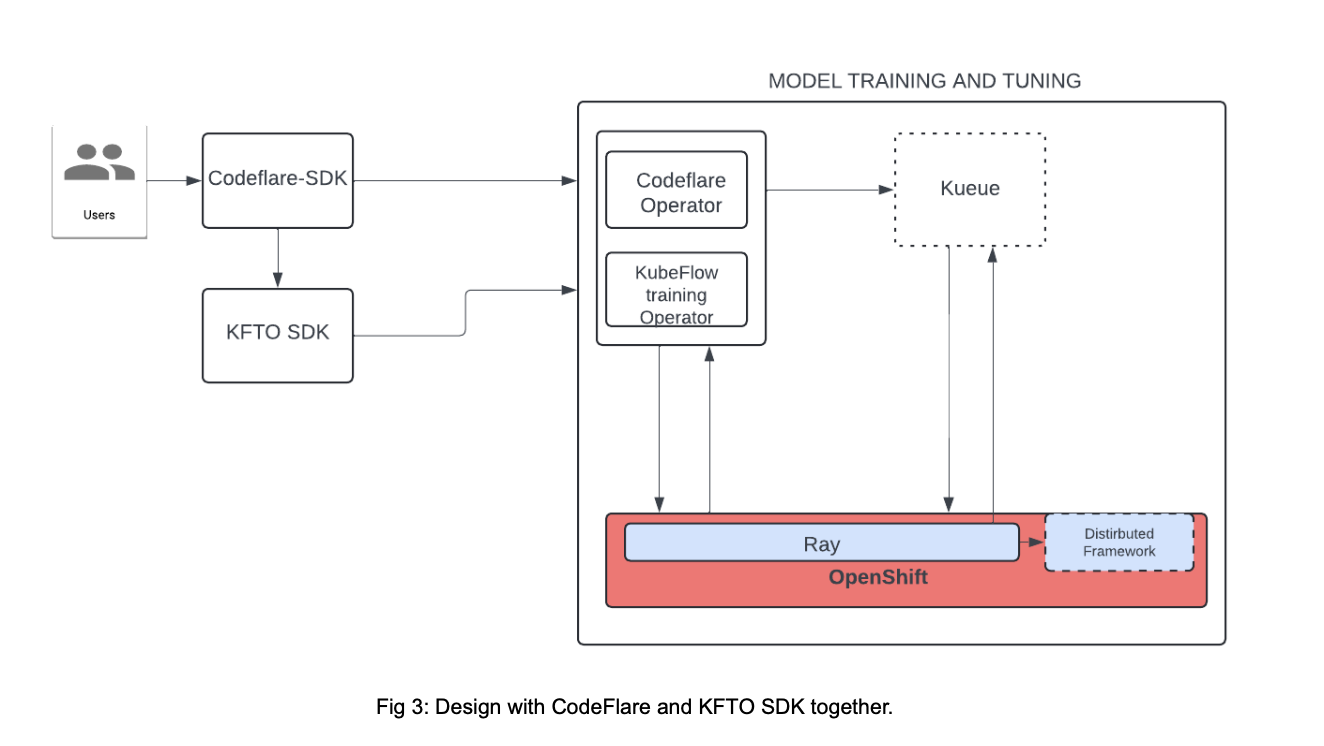 MODEL TRAINING AND TUNING
Users
Codeflare-SDK
KFTO SDK
Codeflare
Operator
KubeFlow
training
Operator
Kueue
Ray
Distirbuted
Framework
OpenShift
Fig 3: Design with CodeFlare and KFTO SDK together.